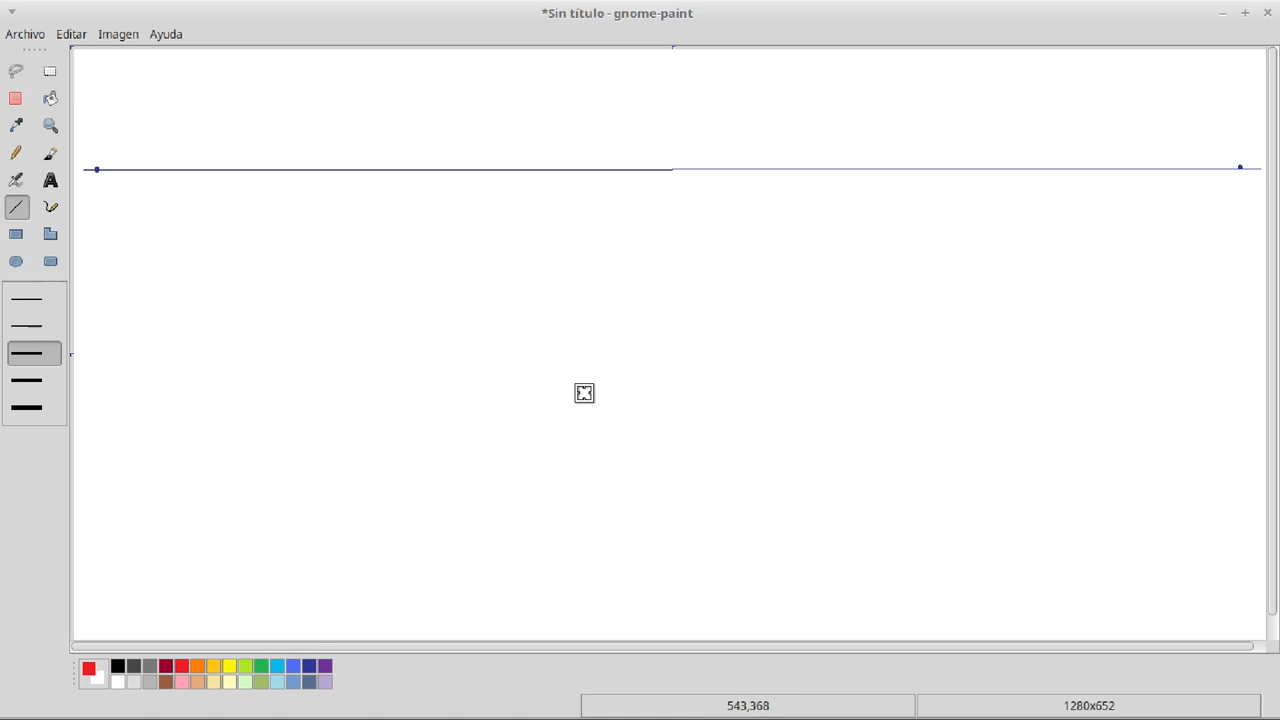 *Sin título - gnome-paint
Archivo Editar Imagen Ayuda
A
543,368 1280x652